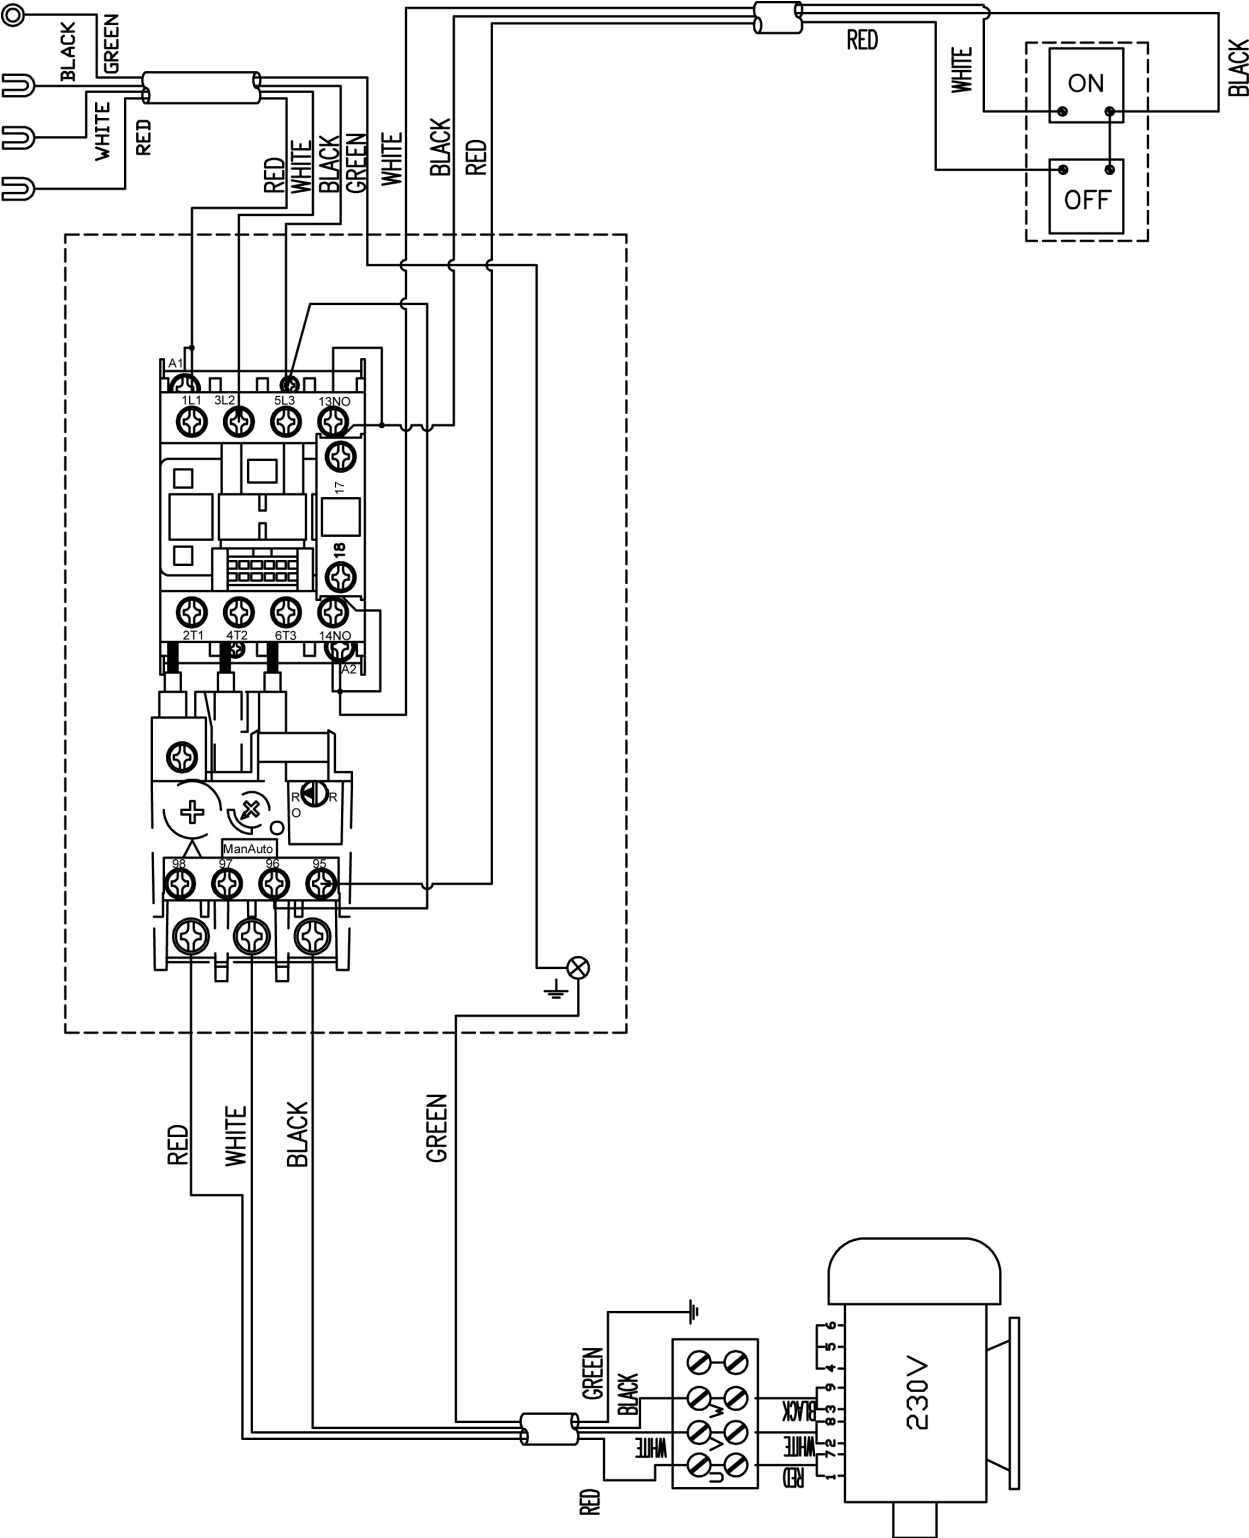 BLACK
GREEN
WHITE
RED
RED
WHITE
BLACK
GREEN
WHITE
BLACK
RED
RED
WHITE
BLACK
ON
OFF
A1
1L1
3L2
5L3
13NO
17
18
2T1
4T2
6T3
14NO
A2
R
R
O
ManAuto
98
97
96
95
RED
WHITE
BLACK
GREEN
GREEN
BLACK
WHITE
RED
W
V
U
BLACK
WHITE
RED
6
5
4
9
3
8
2
7
1
230V